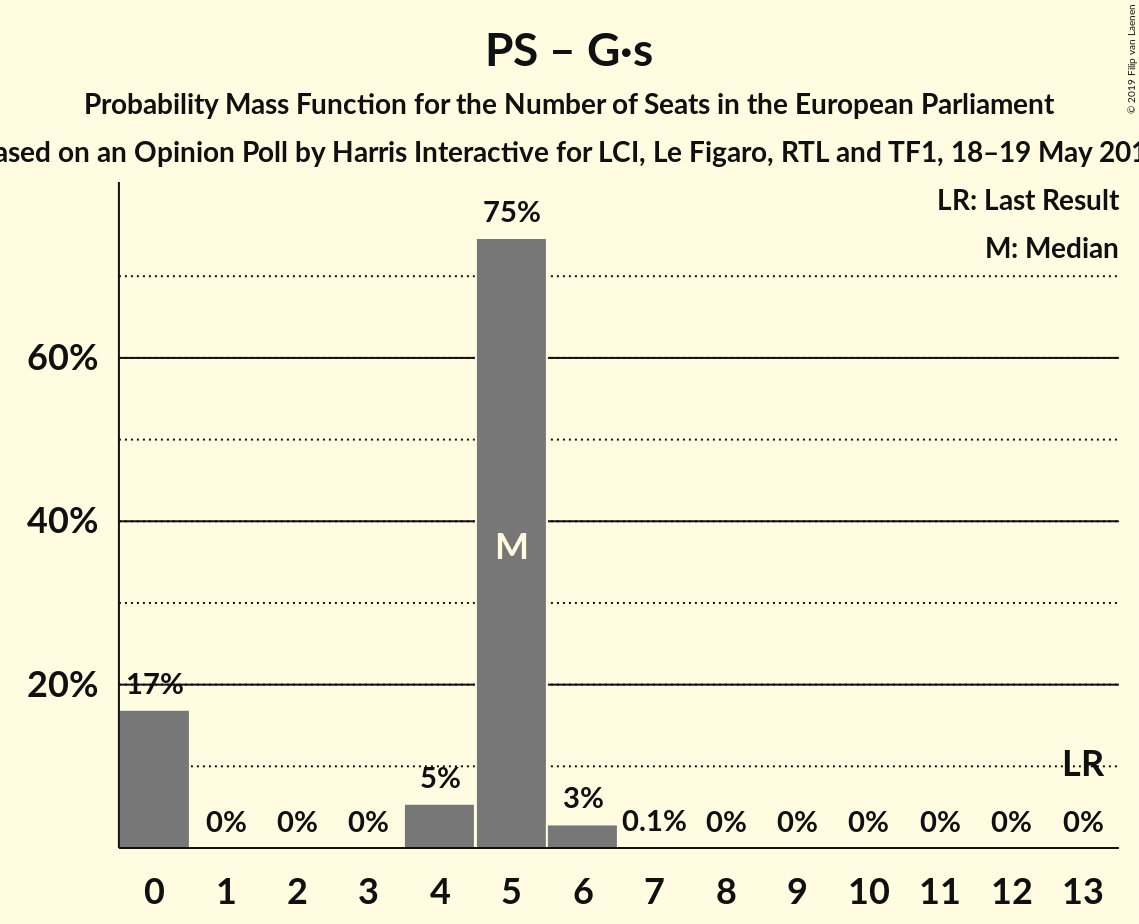 PS – G·s
Probability Mass Function for the Number of Seats in the European Parliament
ased on an Opinion Poll by Harris Interactive for LCI, Le Figaro, RTL and TF1, 18–19 May 201
© 2019 Filip van Laenen
LR: Last Result
M: Median
75%
60%
40%
M
20%
17%
LR
5%
3%
0% 0% 0% 0.1% 0% 0% 0% 0% 0% 0%
0 1 2 3 4 5 6 7 8 9 10 11 12 13